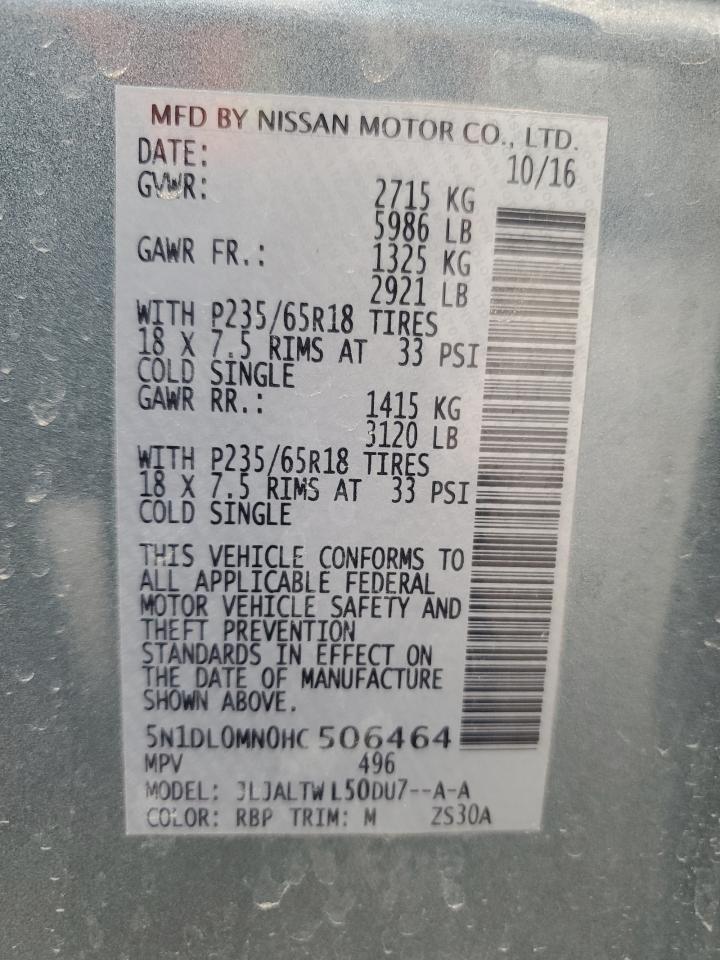 MFD BY NISSAN MOTOR CO., LTD.
DATE: 10/16
GVWR: 2715 KG
5986 LB
GAWR FR.: 1325 KG
2921 LB
WITH P235/65R18 TIRES
18 X 7.5 RIMS AT 33 PSI
COLD SINGLE
GAWR RR.: 1415 KG
3120 LB
WITH P235/65R18 TIRES
18 X 7.5 RIMS AT 33 PSI
COLD SINGLE
THIS VEHICLE CONFORMS TO
ALL APPLICABLE FEDERAL
MOTOR VEHICLE SAFETY AND
THEFT PREVENTION
STANDARDS IN EFFECT ON
THE DATE OF MANUFACTURE
SHOWN ABOVE.
5N1DL0MN0HC 506464
MPV 496
MODEL: JLJALTWL50DU7--A-A
COLOR: RBP TRIM: M ZS30A